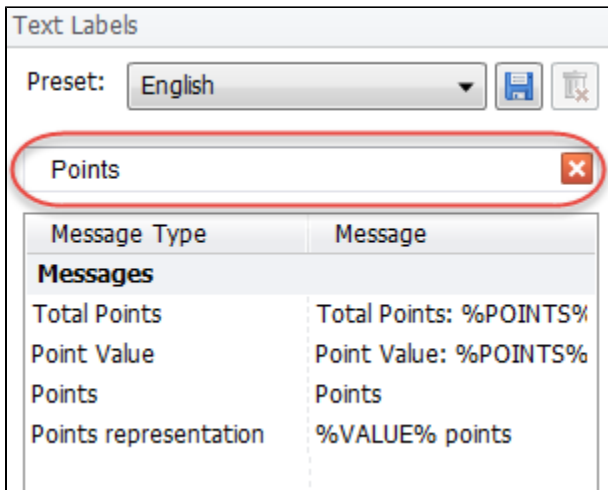 Text Labels
Preset: English
Points
Message Type Message
Messages
Total Points Total Points: %POINTS%
Point Value Point Value: %POINTS%
Points Points
Points representation %VALUE% points